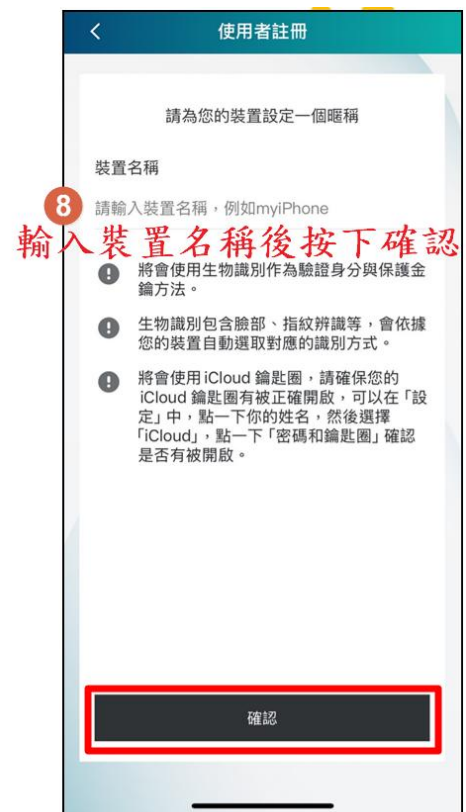 使用者註冊
請為您的裝置設定一個暱稱
裝置名稱
8
請輸入裝置名稱，例如myiPhone
輸入裝置名稱後按下確認
將會使用生物識別作為驗證身分與保護金
鑰方法。
生物識別包含臉部、指紋辨識等，會依據
您的裝置自動選取對應的識別方式。
將會使用 iCloud 鑰匙圈，請確保您的
iCloud 鑰匙圈有被正確開啟，可以在「設
定」中，點一下你的姓名，然後選擇
「iCloud」，點一下「密碼和鑰匙圈」確認
是否有被開啟。
確認